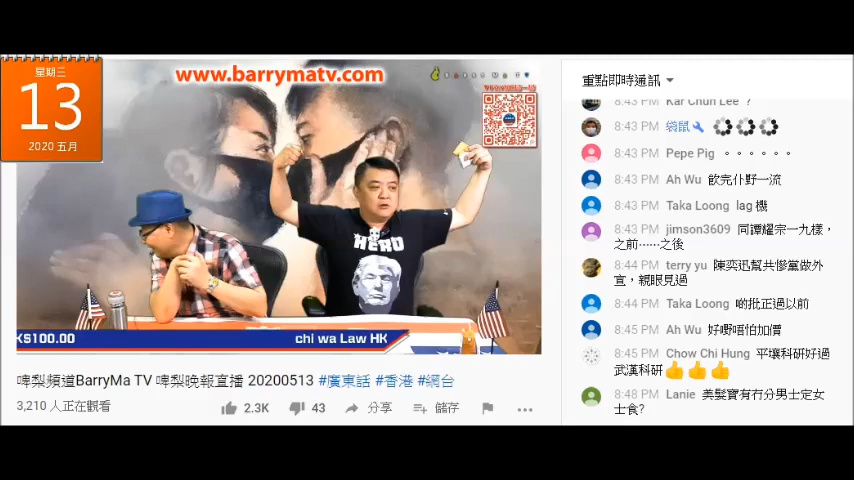 星期三
13
2020 五月
www.barrymatv.com
BARRY MA TV
HERO
K$100.00
chi wa Law HK
啤梨頻道BarryMa TV 啤梨晚報直播 20200513 #廣東話 #香港 #網台
3,210 人正在觀看
2.3K
43
分享
儲存
重點即時通訊
8:43 PM Kar Chun Lee ?
8:43 PM 袋鼠
8:43 PM Pepe Pig 。。。。。。
8:43 PM Ah Wu 飲完仆野一流
8:43 PM Taka Loong lag 機
8:43 PM jimson3609 同譚耀宗一九樣，
之前……之後
8:44 PM terry yu 陳奕迅幫共慘黨做外
宣，親眼見過
8:44 PM Taka Loong 啲批正過以前
8:45 PM Ah Wu 好嘢唔怕加價
8:45 PM Chow Chi Hung 平壤科研好過
武漢科研
8:48 PM Lanie 美髮寶有冇分男士定女
士食?